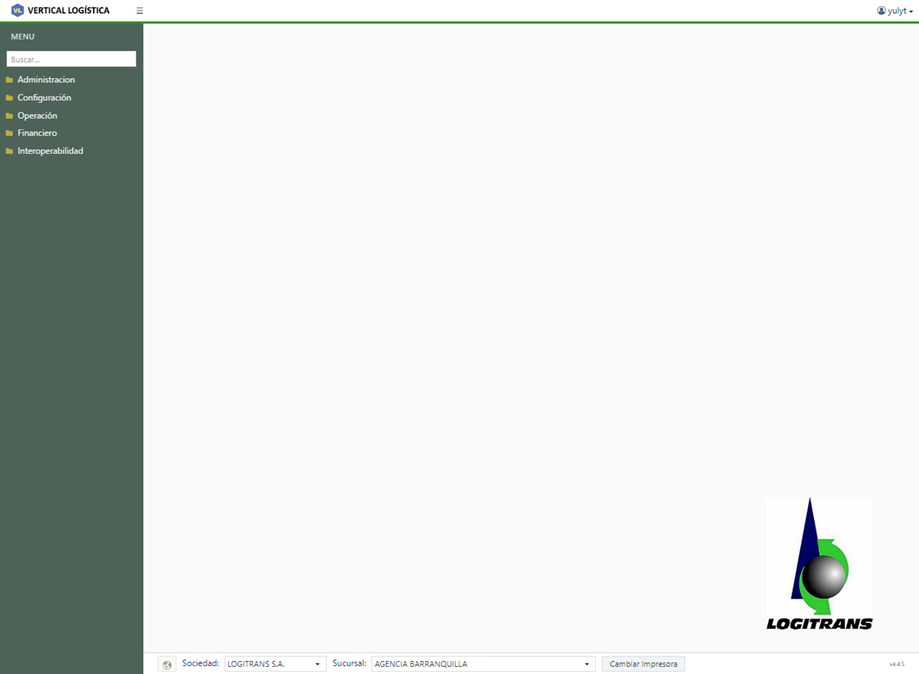 VL VERTICAL LOGÍSTICA
yulyt
MENU
Buscar...
Administracion
Configuración
Operación
Financiero
Interoperabilidad
LOGITRANS
Sociedad: LOGITRANS S.A. Sucursal: AGENCIA BARRANQUILLA Cambiar Impresora v4.4.5